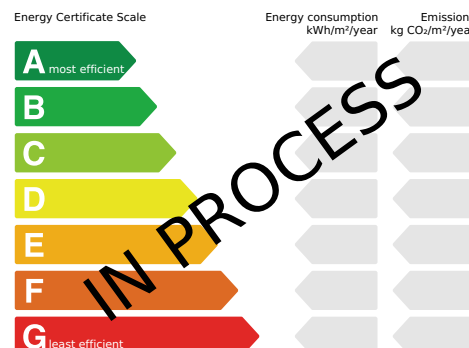 Energy Certificate Scale
Energy consumption
kWh/m²/year
Emission
kg CO₂/m²/year
A most efficient
B
C
D
E
F
G least efficient
IN PROCESS